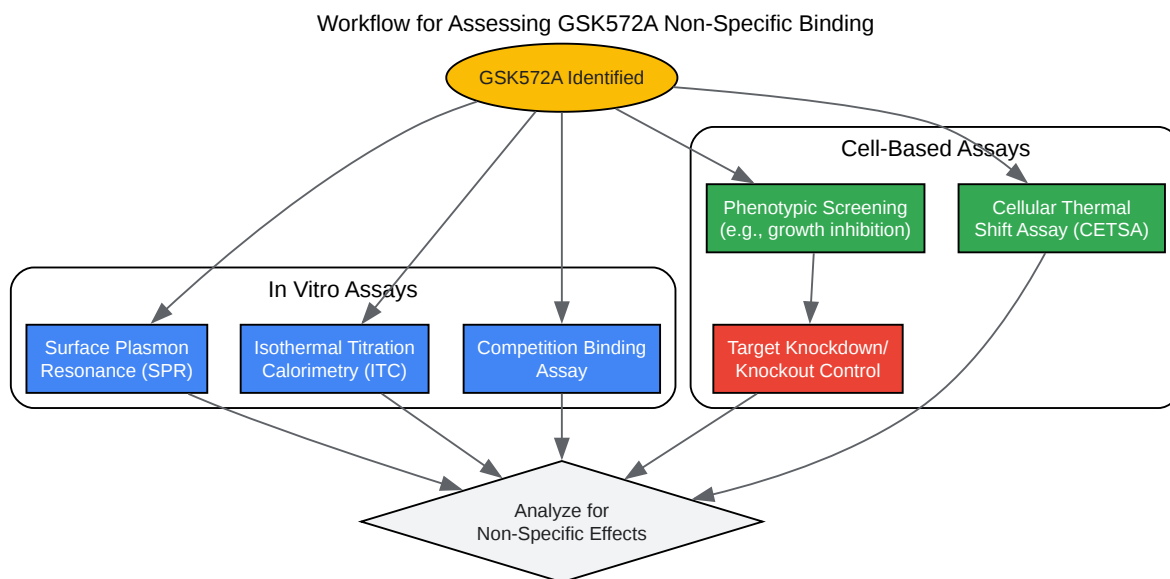 Workflow for Assessing GSK572A Non-Specific Binding
GSK572A Identified
Cell-Based Assays
Phenotypic Screening
(e.g., growth inhibition)
Cellular Thermal
Shift Assay (CETSA)
In Vitro Assays
Surface Plasmon
Resonance (SPR)
Isothermal Titration
Calorimetry (ITC)
Competition Binding
Assay
Target Knockdown/
Knockout Control
Analyze for
Non-Specific Effects